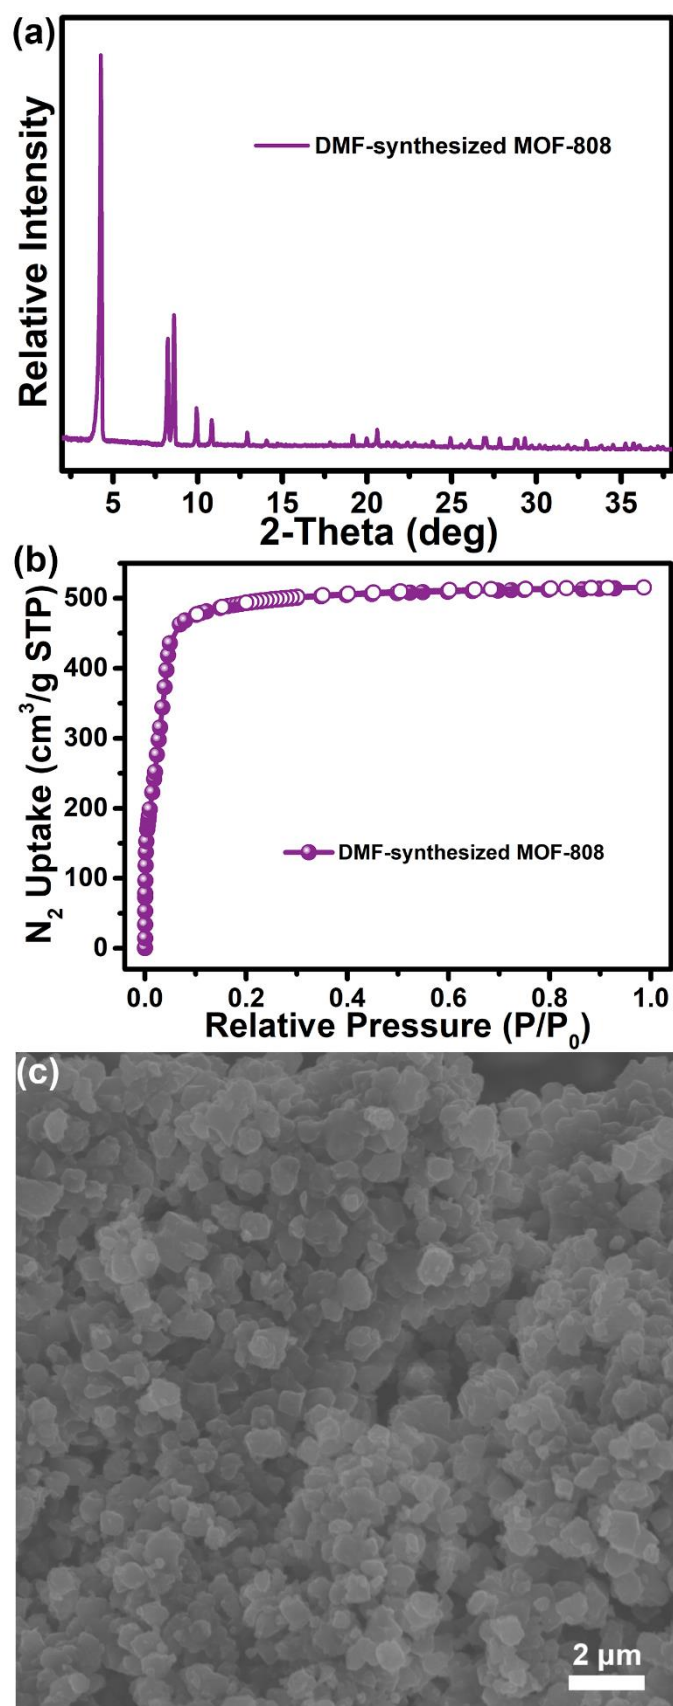 (a)
Relative Intensity
DMF-synthesized MOF-808
5 10 15 20 25 30 35
2-Theta (deg)
(b)
N₂ Uptake (cm³/g STP)
500
400
300
200
100
0
DMF-synthesized MOF-808
0.0 0.2 0.4 0.6 0.8 1.0
Relative Pressure (P/P₀)
(c)
2 μm